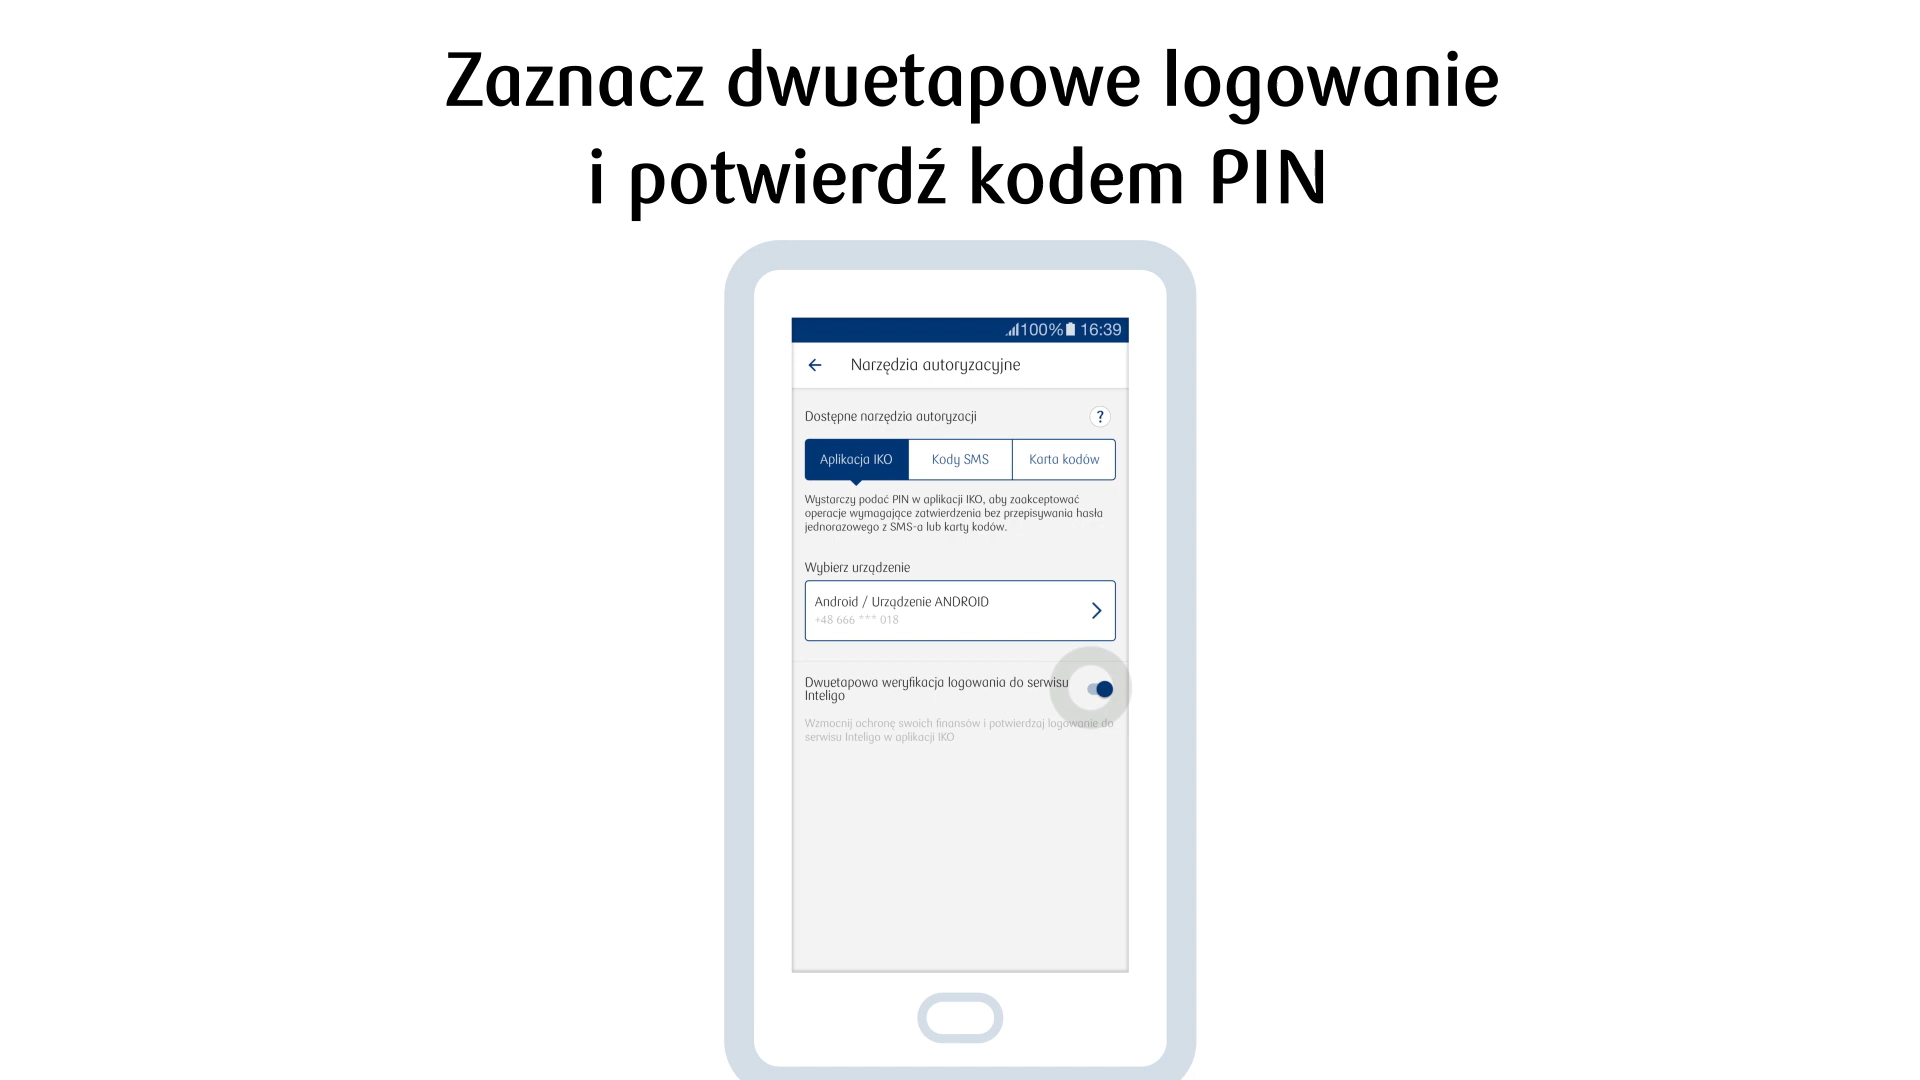 Zaznacz dwuetapowe logowanie
i potwierdź kodem PIN
100% 16:39
Narzędzia autoryzacyjne
Dostępne narzędzia autoryzacji ?
Aplikacja IKO Kody SMS Karta kodów
Wystarczy podać PIN w aplikacji IKO, aby zaakceptować
operacje wymagające zatwierdzenia bez przepisywania hasła
jednorazowego z SMS-a lub karty kodów.
Wybierz urządzenie
Android / Urządzenie ANDROID
+48 666 *** 018
Dwuetapowa weryfikacja logowania do serwisu
Inteligo
Wzmocnij ochronę swoich finansów i potwierdzaj logowanie do
serwisu Inteligo w aplikacji IKO